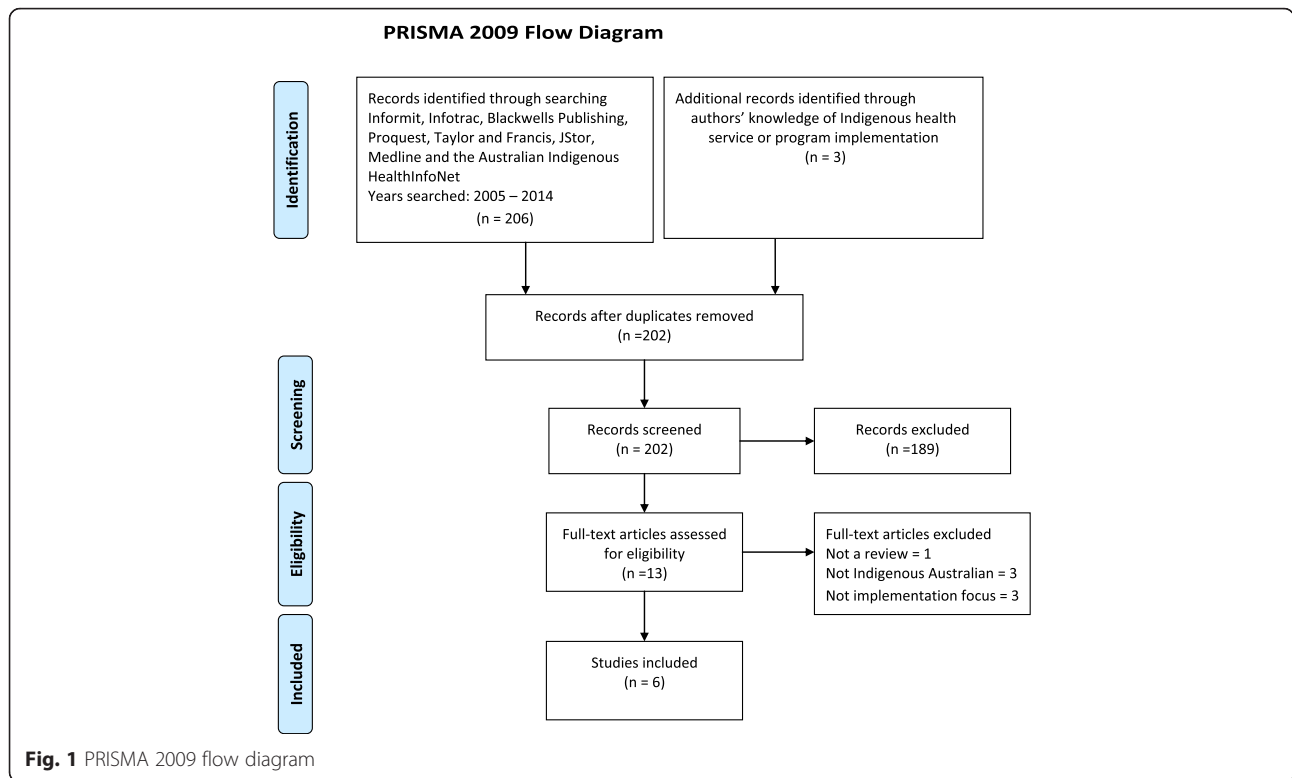 PRISMA 2009 Flow Diagram
Identification
Records identified through searching
Informit, Infotrac, Blackwells Publishing,
Proquest, Taylor and Francis, JStor,
Medline and the Australian Indigenous
HealthInfoNet
Years searched: 2005 – 2014
(n = 206)
Additional records identified through
authors’ knowledge of Indigenous health
service or program implementation
(n = 3)
Records after duplicates removed
(n =202)
Screening
Records screened
(n = 202)
Records excluded
(n =189)
Eligibility
Full-text articles assessed
for eligibility
(n =13)
Full-text articles excluded
Not a review = 1
Not Indigenous Australian = 3
Not implementation focus = 3
Included
Studies included
(n = 6)
Fig. 1 PRISMA 2009 flow diagram